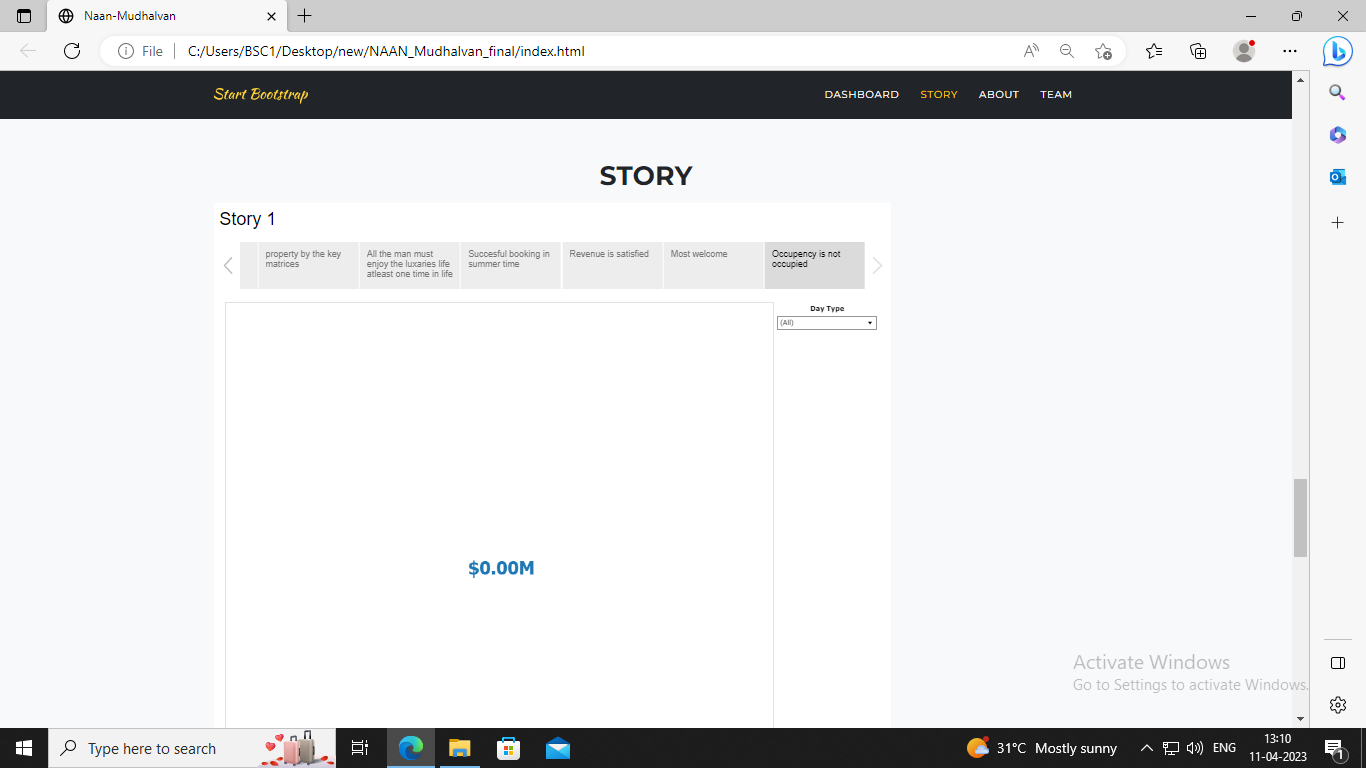 Naan-Mudhalvan
File
C:/Users/BSC1/Desktop/new/NAAN_Mudhalvan_final/index.html
Start Bootstrap
DASHBOARD
STORY
ABOUT
TEAM
STORY
Story 1
property by the key
matrices
All the man must
enjoy the luxaries life
atleast one time in life
Succesful booking in
summer time
Revenue is satisfied
Most welcome
Occupency is not
occupied
Day Type
(All)
$0.00M
Activate Windows
Go to Settings to activate Windows.
Type here to search
31°C Mostly sunny
ENG
13:10
11-04-2023
1